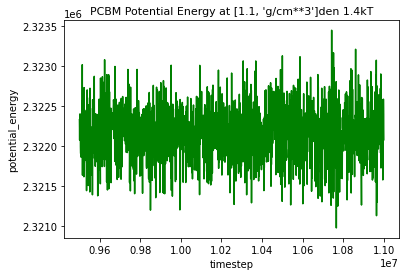 PCBM Potential Energy at [1.1, 'g/cm**3']den 1.4kT
1e6
2.3235
2.3230
2.3225
2.3220
2.3215
2.3210
potential_energy
0.96 0.98 1.00 1.02 1.04 1.06 1.08 1.10
timestep
1e7